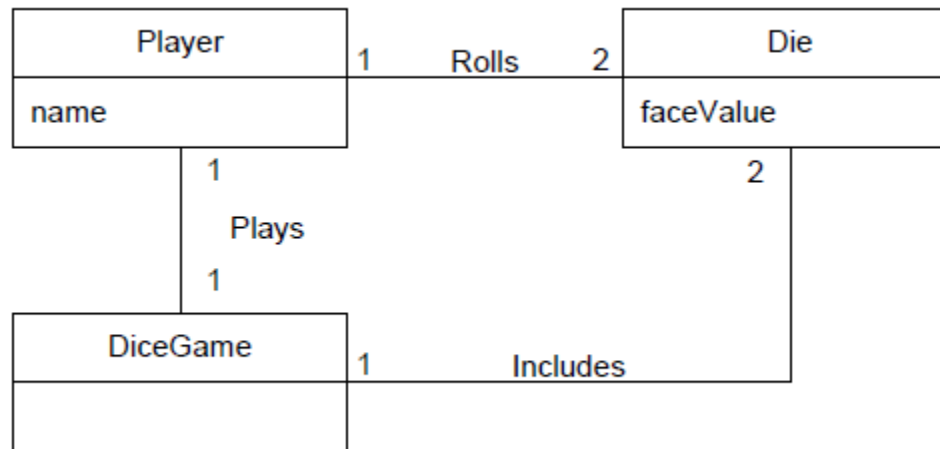 Player
Die
1 Rolls 2
name
faceValue
1
2
Plays
1
DiceGame
1 Includes